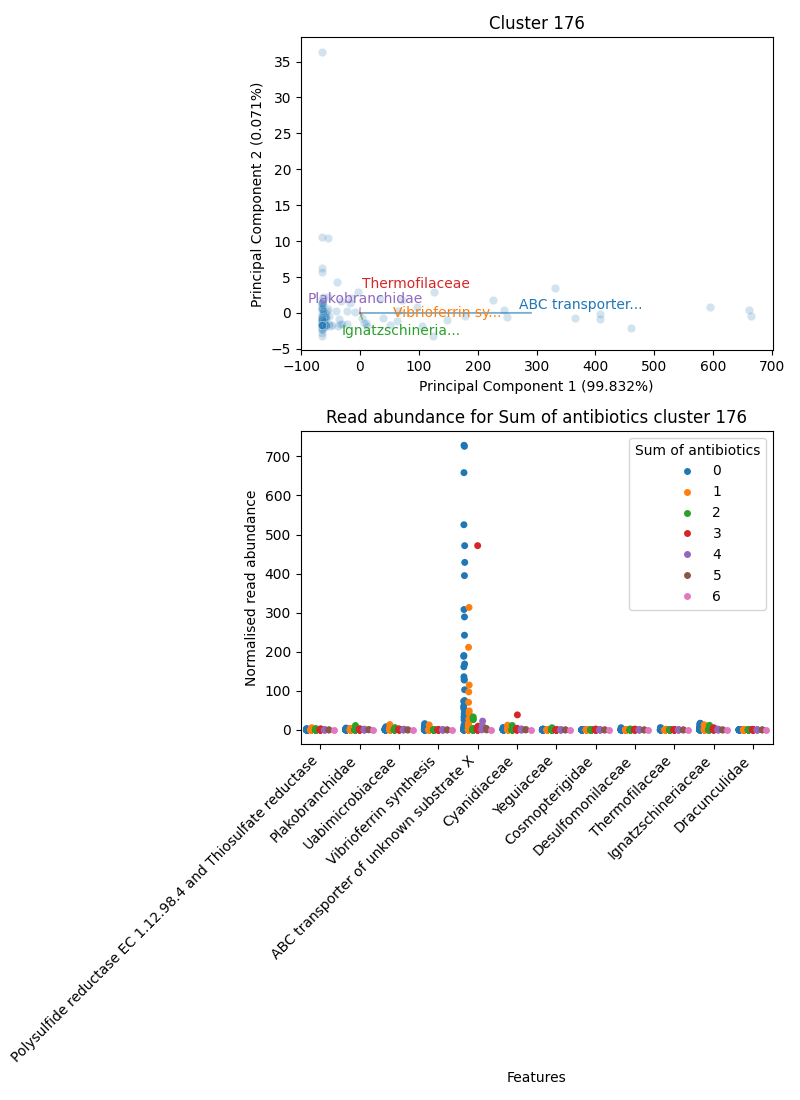 Cluster 176
Principal Component 2 (0.071%)
35
30
25
20
15
10
5
0
−5
Thermofilaceae
Plakobranchidae
ABC transporter...
Vibrioferrin sy...
Ignatzschineria...
−100
0
100
200
300
400
500
600
700
Principal Component 1 (99.832%)
Read abundance for Sum of antibiotics cluster 176
Normalised read abundance
700
600
500
400
300
200
100
0
Sum of antibiotics
0
1
2
3
4
5
6
Polysulfide reductase EC 1.12.98.4 and Thiosulfate reductase
Plakobranchidae
Uabimicrobiaceae
Vibrioferrin synthesis
ABC transporter of unknown substrate X
Cyanidiaceae
Yeguiaceae
Cosmopterigidae
Desulfomonilaceae
Thermofilaceae
Ignatzschineriaceae
Dracunculidae
Features